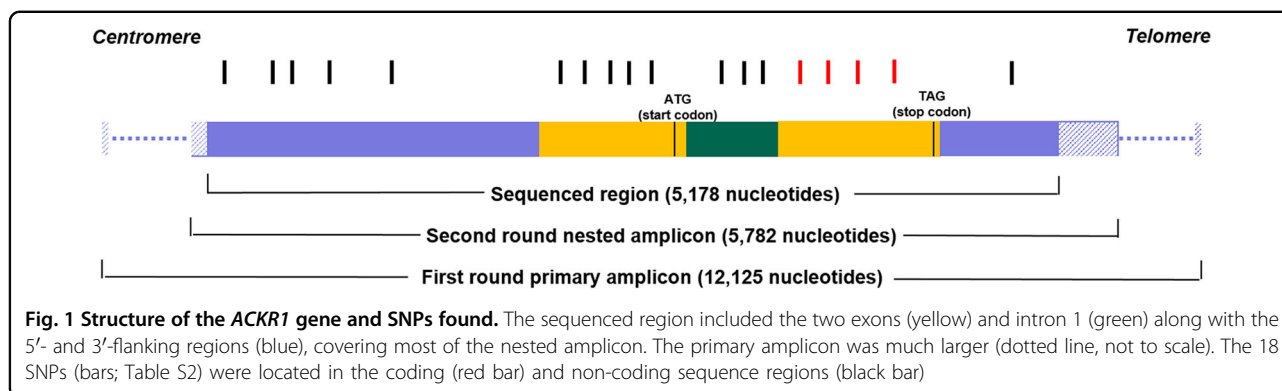 Centromere
Telomere
ATG
(start codon)
TAG
(stop codon)
Sequenced region (5,178 nucleotides)
Second round nested amplicon (5,782 nucleotides)
First round primary amplicon (12,125 nucleotides)
Fig. 1 Structure of the ACKR1 gene and SNPs found. The sequenced region included the two exons (yellow) and intron 1 (green) along with the
5′- and 3′-flanking regions (blue), covering most of the nested amplicon. The primary amplicon was much larger (dotted line, not to scale). The 18
SNPs (bars; Table S2) were located in the coding (red bar) and non-coding sequence regions (black bar)